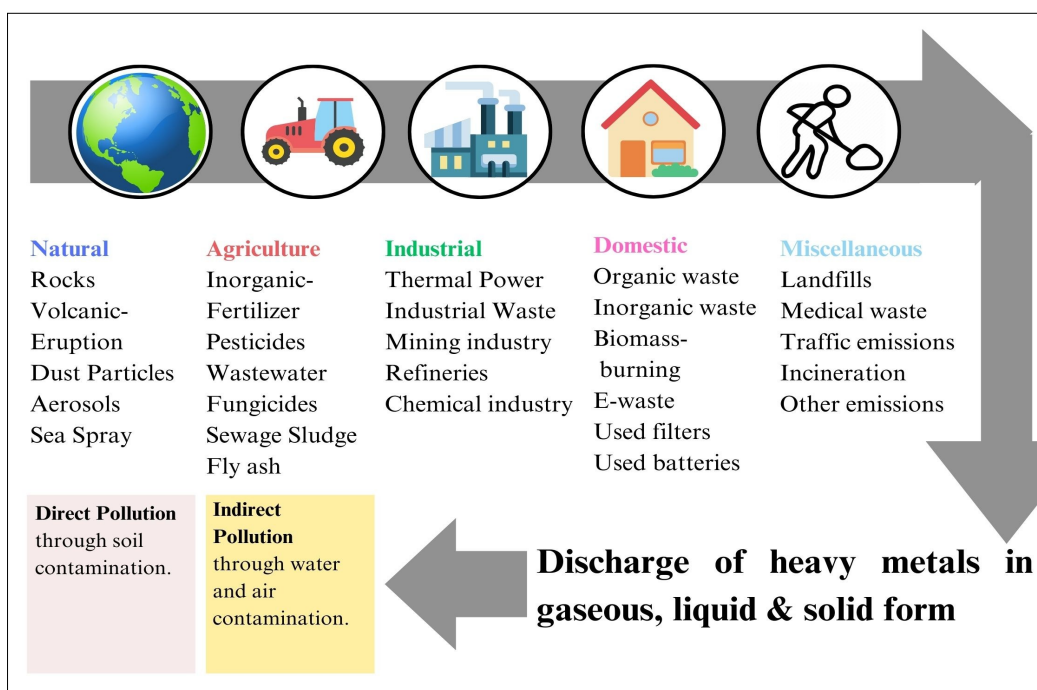 Natural
Rocks
Volcanic-
Eruption
Dust Particles
Aerosols
Sea Spray
Agriculture
Inorganic-
Fertilizer
Pesticides
Wastewater
Fungicides
Sewage Sludge
Fly ash
Industrial
Thermal Power
Industrial Waste
Mining industry
Refineries
Chemical industry
Domestic
Organic waste
Inorganic waste
Biomass-
burning
E-waste
Used filters
Used batteries
Miscellaneous
Landfills
Medical waste
Traffic emissions
Incineration
Other emissions
Discharge of heavy metals in
gaseous, liquid & solid form
Direct Pollution
through soil
contamination.
Indirect
Pollution
through water
and air
contamination.